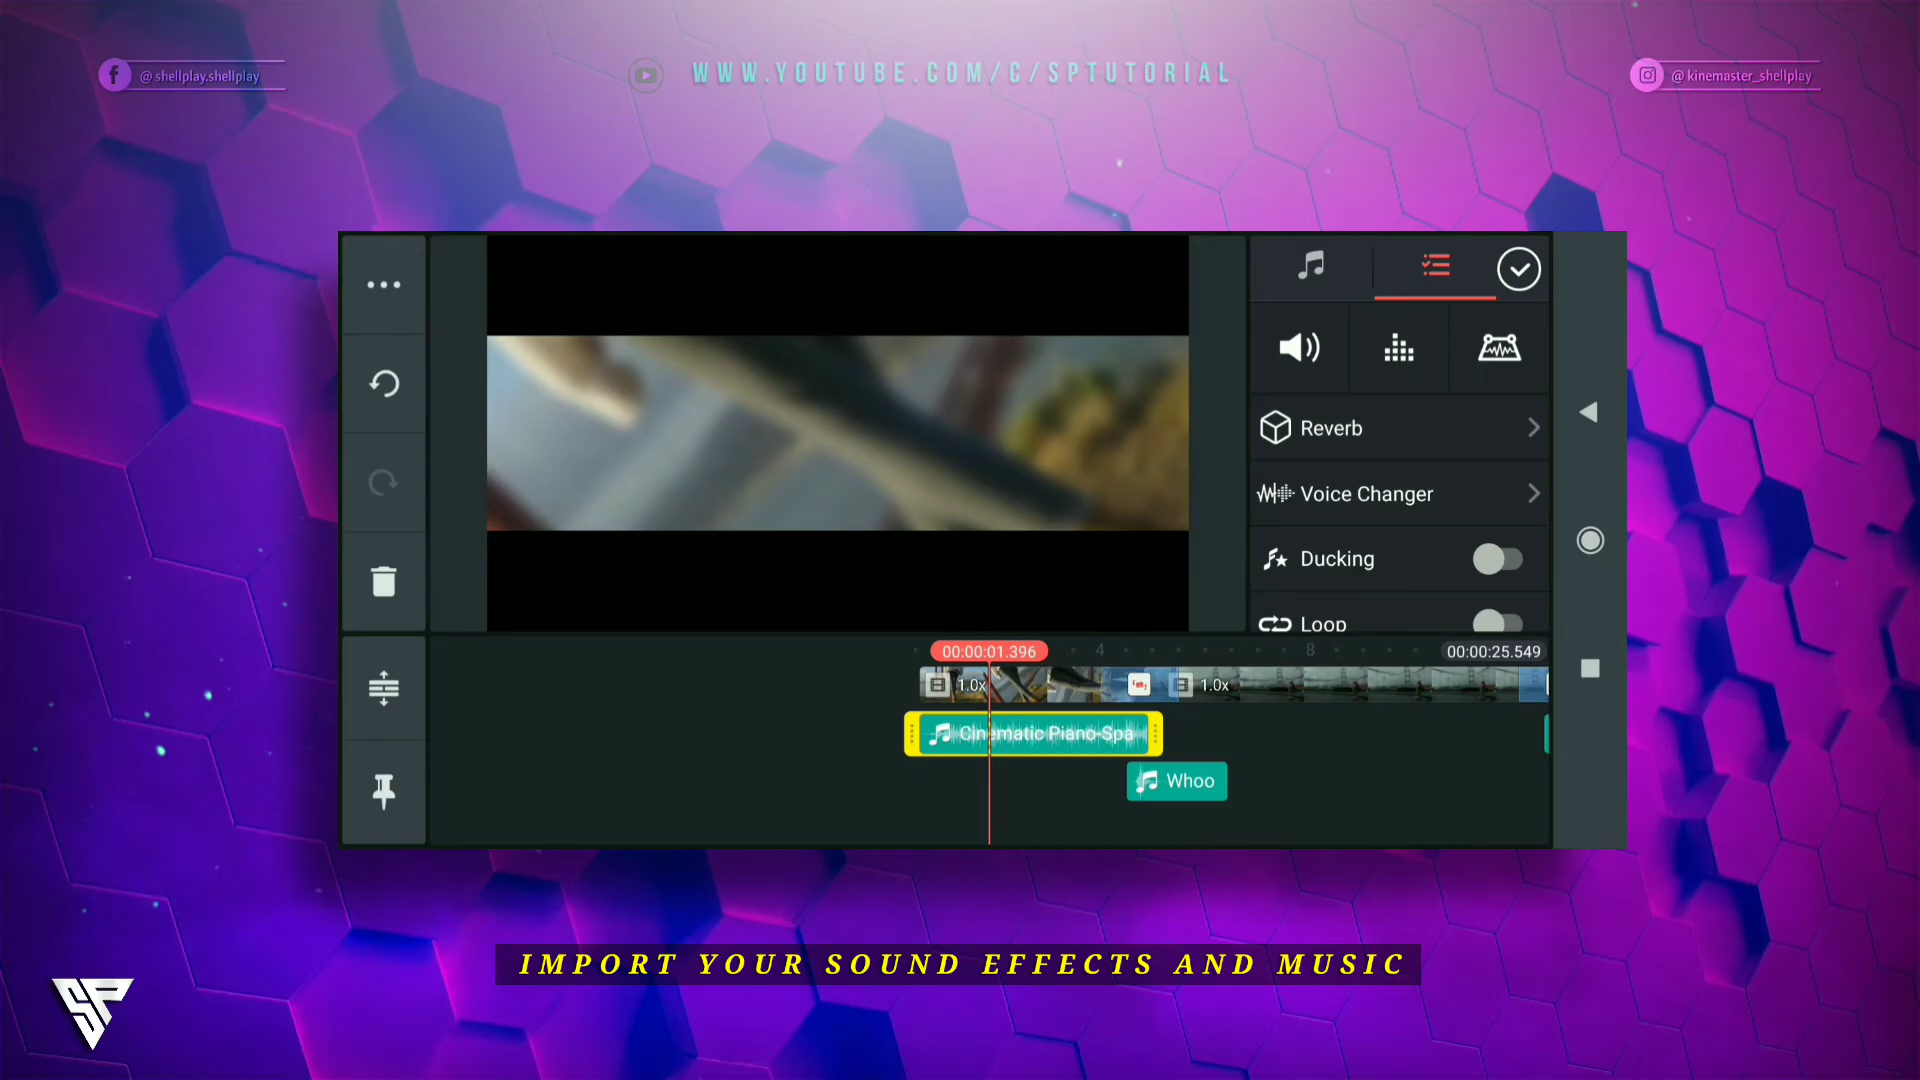 @ shellplay.shellplay
WWW.YOUTUBE.COM/C/SPTUTORIAL
@ kinemaster_shellplay
Reverb
Voice Changer
Ducking
Loop
00:00:01.396
4
8
00:00:25.549
1.0x
1.0x
Cinematic Piano-Spa
Whoo
IMPORT YOUR SOUND EFFECTS AND MUSIC
SP